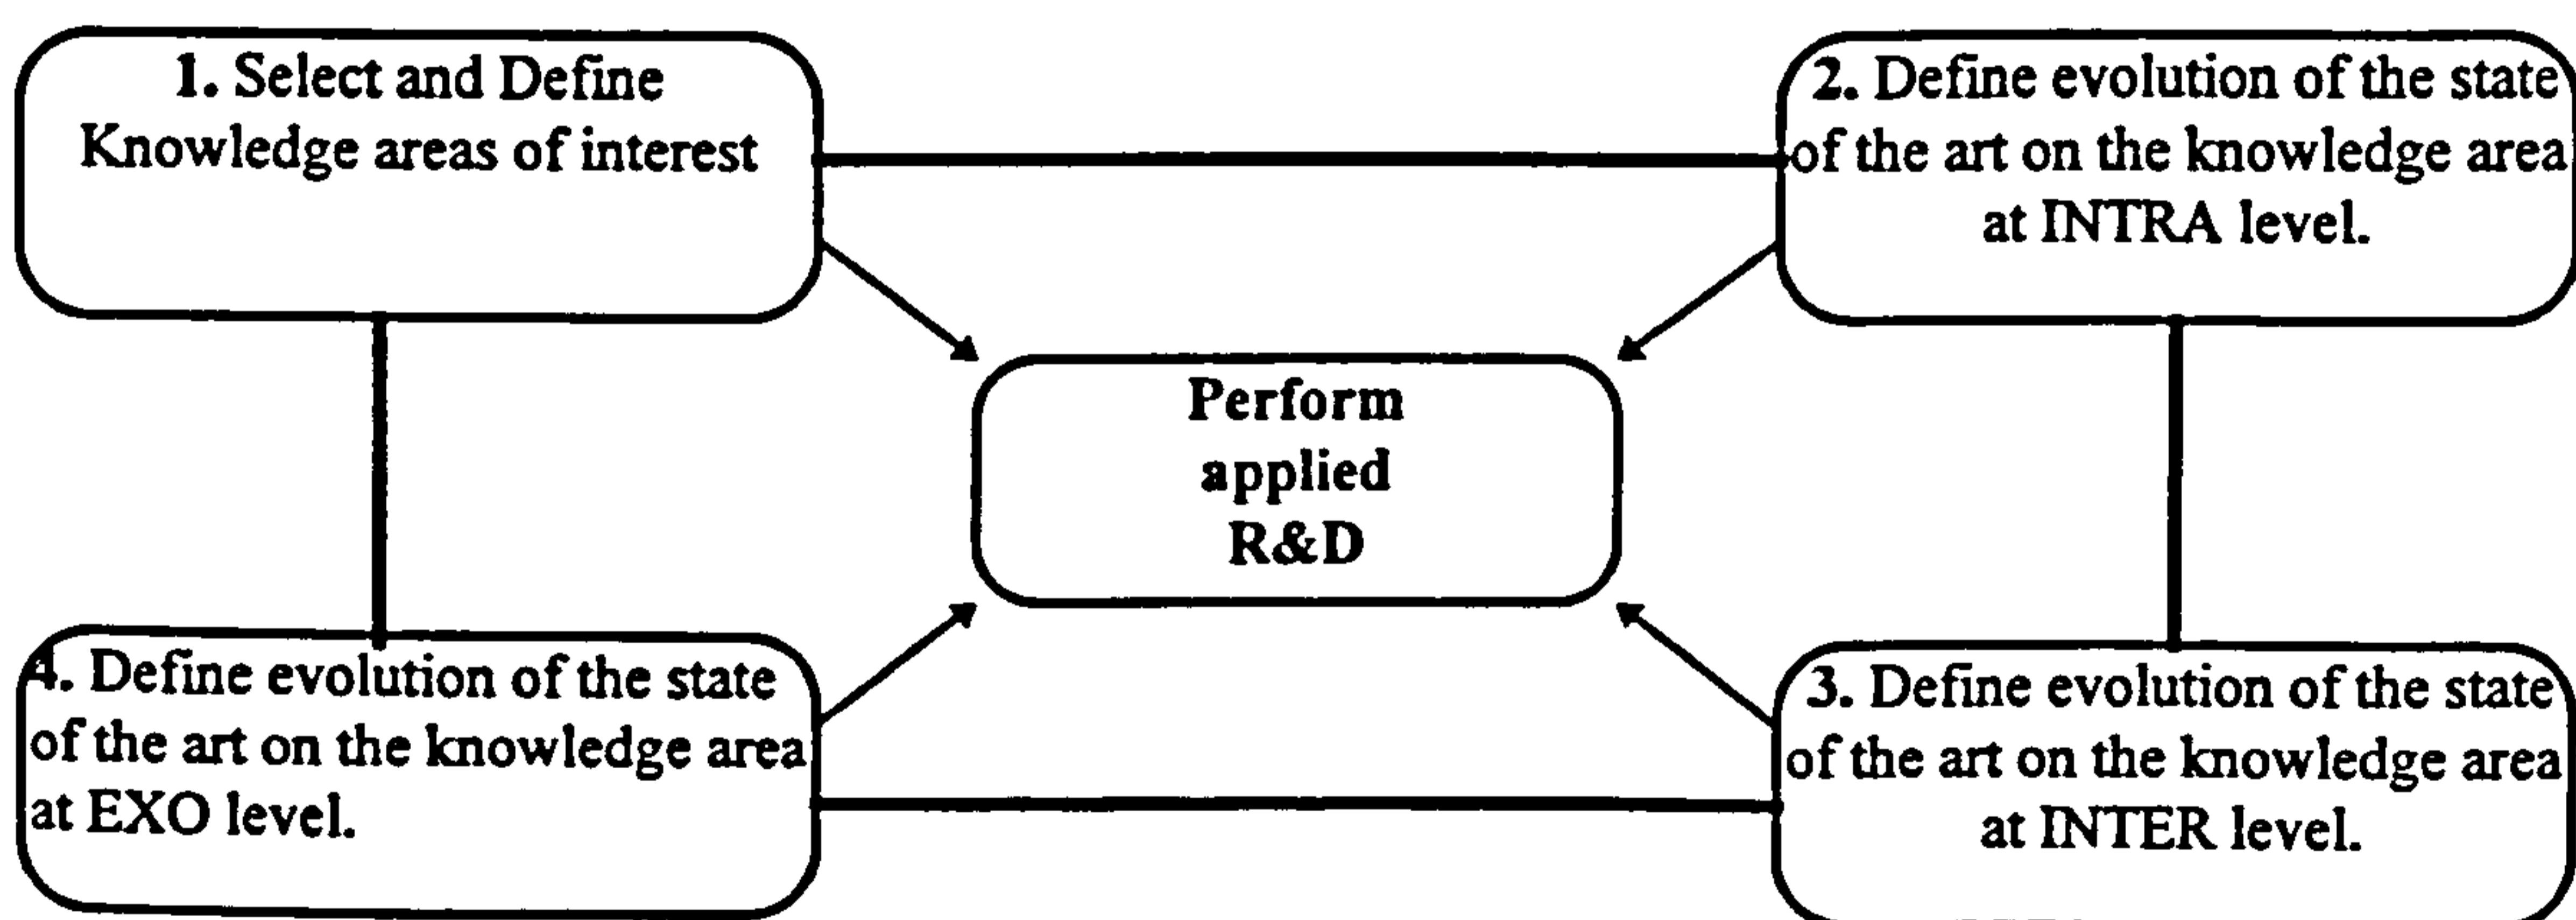 1. Select and Define
Knowledge areas of interest
2. Define evolution of the state
of the art on the knowledge area
at INTRA level.
Perform
applied
R&D
4. Define evolution of the state
of the art on the knowledge area
at EXO level.
3. Define evolution of the state
of the art on the knowledge area
at INTER level.